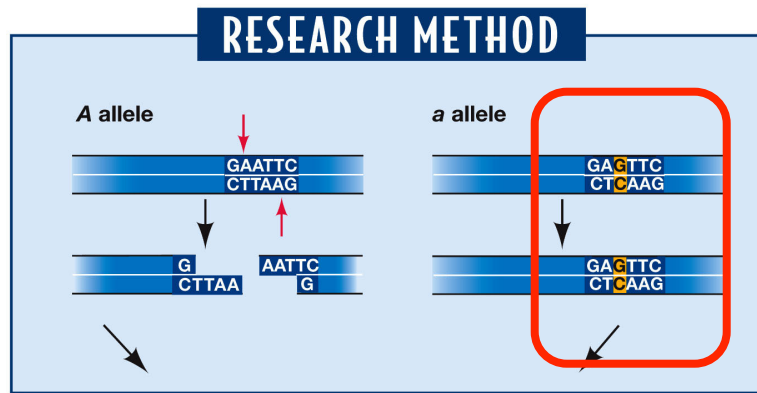 RESEARCH METHOD
A allele
GAATTC
CTTAAG
G
CTTAA
AATTC
G
a allele
GAGTTC
CTCAAG
GAGTTC
CTCAAG